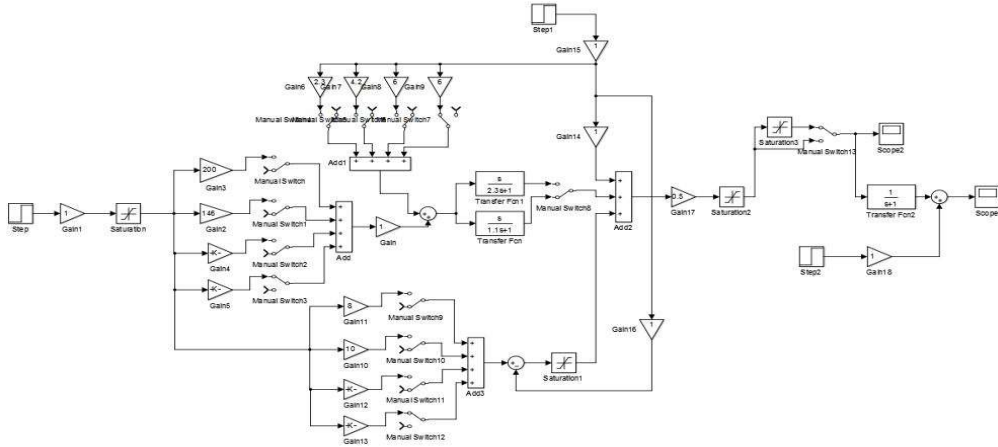 Step1
1
Gain15
2.3
4.2
6
6
Gain6
Gain7
Gain8
Gain9
Manual Switch7
Add1
1
Gain14
Saturation3
Manual Switch13
Scope2
200
Gain3
Manual Switch
s
2.3s+1
Transfer Fcn1
Manual Switch8
Add2
0.5
Gain17
Saturation2
1
s+1
Transfer Fcn2
Scope
Step
1
Gain1
Saturation
146
Gain2
Manual Switch1
Add
1
Gain
s
1.1s+1
Transfer Fcn
-K-
Gain4
Manual Switch2
Step2
1
Gain18
-K-
Gain5
Manual Switch3
8
Gain11
Manual Switch9
1
Gain16
10
Gain10
Manual Switch10
Saturation1
-K-
Gain12
Manual Switch11
Add3
-K-
Gain13
Manual Switch12